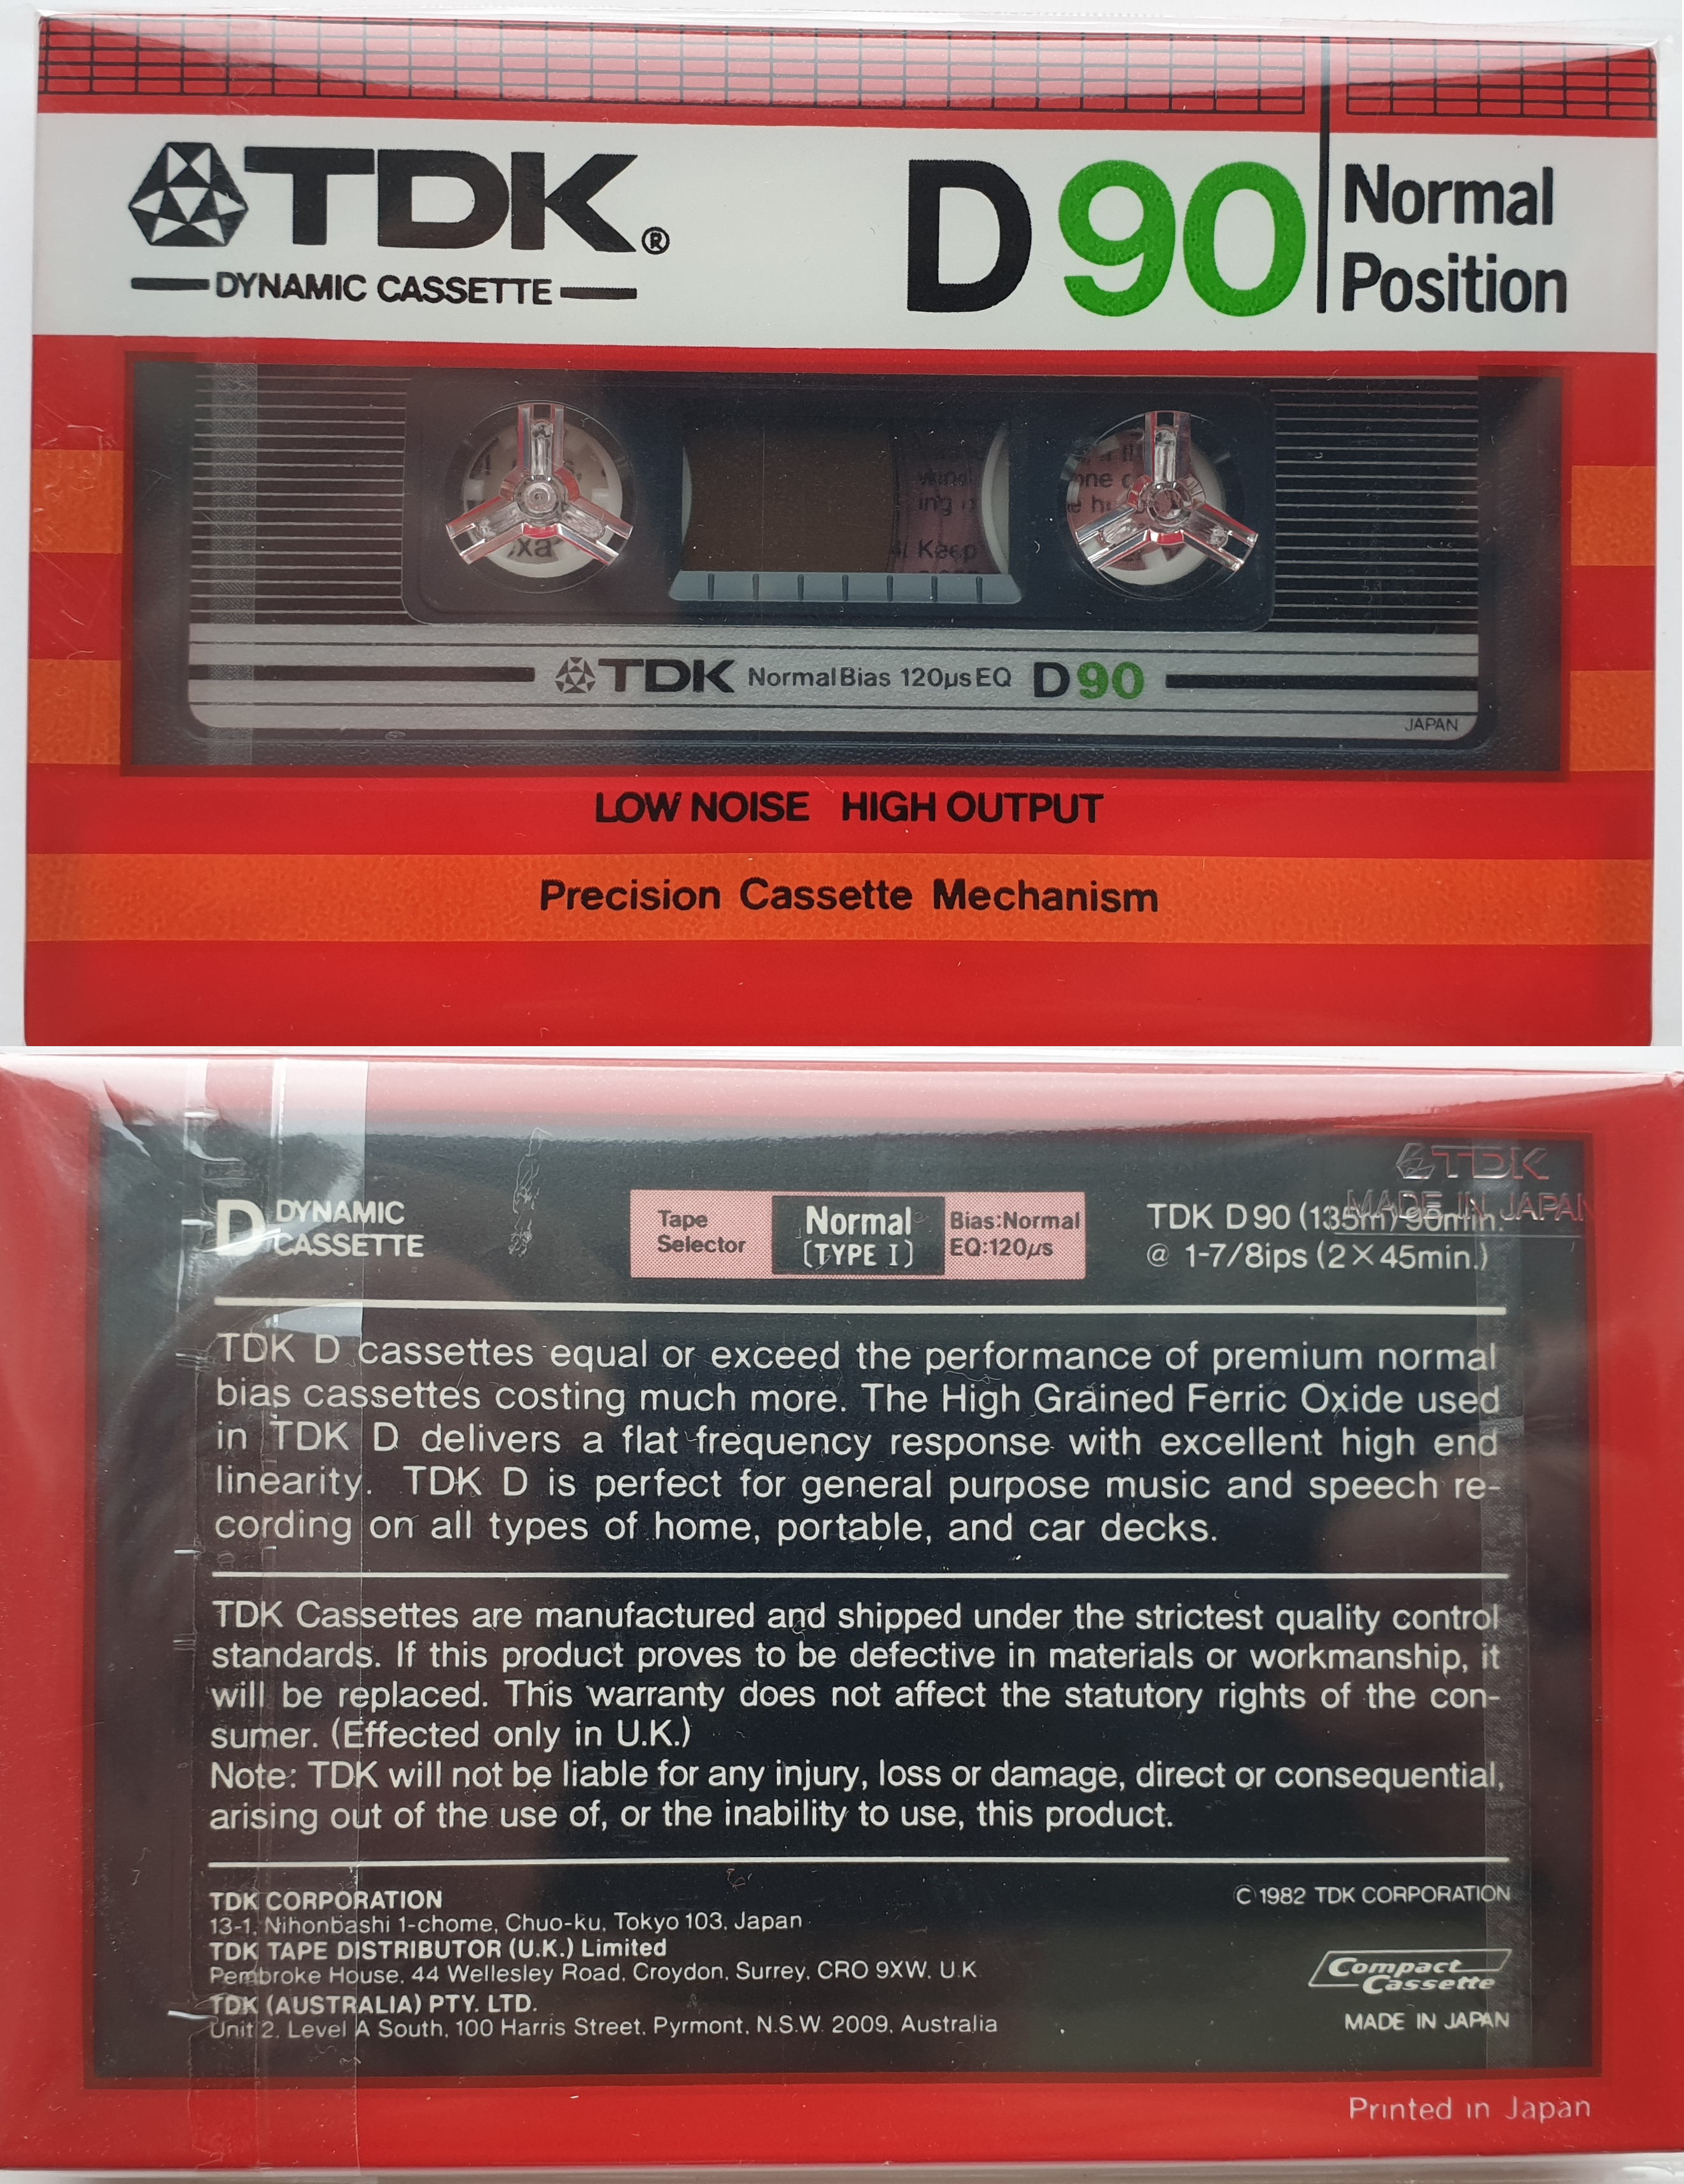 TDK®
DYNAMIC CASSETTE
D90
Normal
Position
wind
ing
Keep
one
xa
TDK Normal Bias 120µs EQ D90
JAPAN
LOW NOISE HIGH OUTPUT
Precision Cassette Mechanism
TDK
MADE IN JAPAN
D DYNAMIC
CASSETTE
Tape
Selector
Normal
(TYPE I)
Bias:Normal
EQ:120µs
TDK D90 (135m) 90min.
@ 1-7/8ips (2×45min.)
TDK D cassettes equal or exceed the performance of premium normal
bias cassettes costing much more. The High Grained Ferric Oxide used
in TDK D delivers a flat frequency response with excellent high end
linearity. TDK D is perfect for general purpose music and speech re-
cording on all types of home, portable, and car decks.
TDK Cassettes are manufactured and shipped under the strictest quality control
standards. If this product proves to be defective in materials or workmanship, it
will be replaced. This warranty does not affect the statutory rights of the con-
sumer. (Effected only in U.K.)
Note: TDK will not be liable for any injury, loss or damage, direct or consequential,
arising out of the use of, or the inability to use, this product.
TDK CORPORATION
13-1, Nihonbashi 1-chome, Chuo-ku, Tokyo 103, Japan
TDK TAPE DISTRIBUTOR (U.K.) Limited
Pembroke House, 44 Wellesley Road, Croydon, Surrey, CRO 9XW, U.K.
TDK (AUSTRALIA) PTY. LTD.
Unit 2, Level A South, 100 Harris Street, Pyrmont, N.S.W. 2009, Australia
© 1982 TDK CORPORATION
Compact
Cassette
MADE IN JAPAN
Printed in Japan